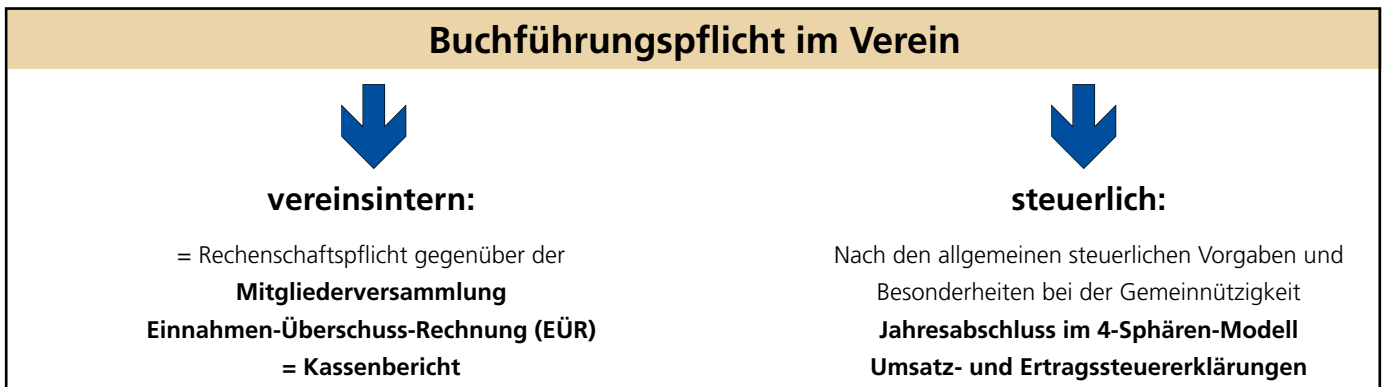 Buchführungspflicht im Verein
vereinsintern:
= Rechenschaftspflicht gegenüber der
Mitgliederversammlung
Einnahmen-Überschuss-Rechnung (EÜR)
= Kassenbericht
steuerlich:
Nach den allgemeinen steuerlichen Vorgaben und
Besonderheiten bei der Gemeinnützigkeit
Jahresabschluss im 4-Sphären-Modell
Umsatz- und Ertragssteuererklärungen